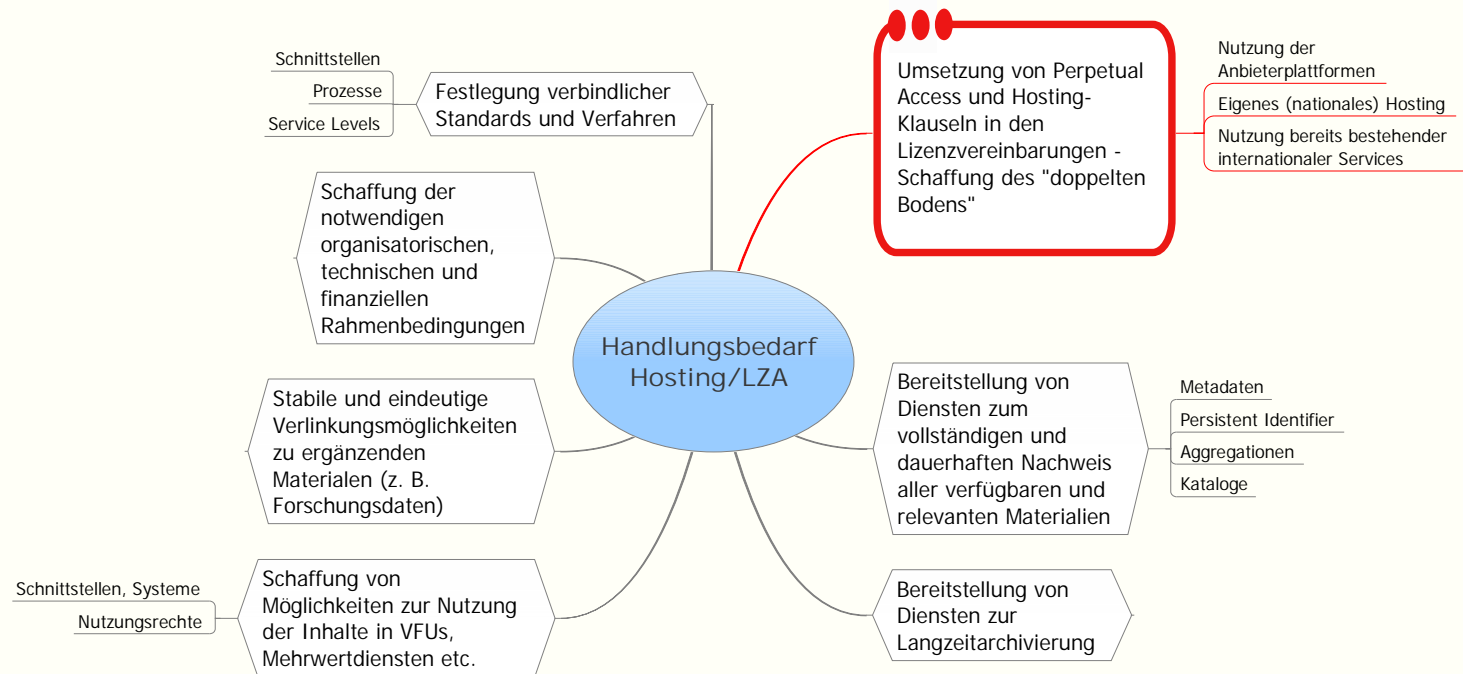 Handlungsbedarf
Hosting/LZA
Umsetzung von Perpetual
Access und Hosting-
Klauseln in den
Lizenzvereinbarungen -
Schaffung des "doppelten
Bodens"
Nutzung der
Anbieterplattformen
Eigenes (nationales) Hosting
Nutzung bereits bestehender
internationaler Services
Bereitstellung von
Diensten zum
vollständigen und
dauerhaften Nachweis
aller verfügbaren und
relevanten Materialien
Metadaten
Persistent Identifier
Aggregationen
Kataloge
Bereitstellung von
Diensten zur
Langzeitarchivierung
Festlegung verbindlicher
Standards und Verfahren
Schnittstellen
Prozesse
Service Levels
Schaffung der
notwendigen
organisatorischen,
technischen und
finanziellen
Rahmenbedingungen
Stabile und eindeutige
Verlinkungsmöglichkeiten
zu ergänzenden
Materialen (z. B.
Forschungsdaten)
Schaffung von
Möglichkeiten zur Nutzung
der Inhalte in VFUs,
Mehrwertdiensten etc.
Schnittstellen, Systeme
Nutzungsrechte